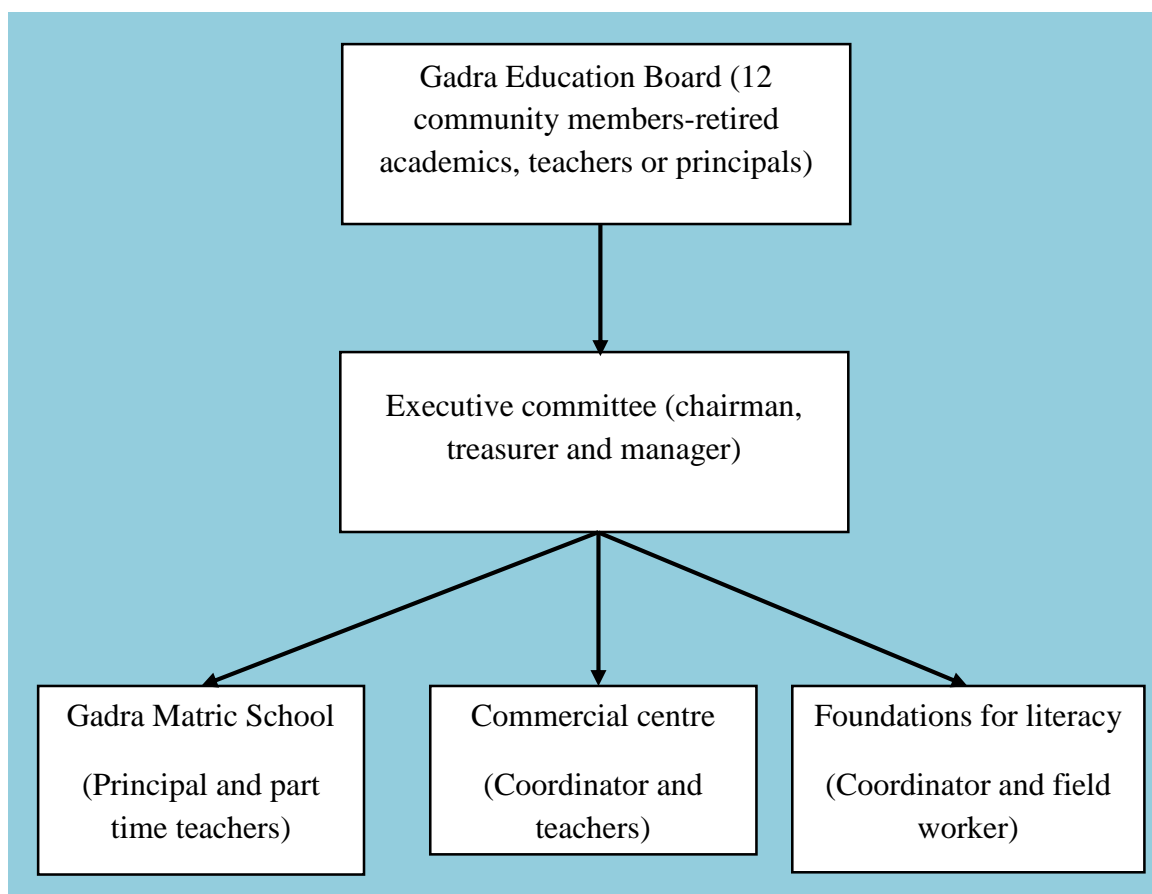 Gadra Education Board (12
community members-retired
academics, teachers or principals)
Executive committee (chairman,
treasurer and manager)
Gadra Matric School
(Principal and part
time teachers)
Commercial centre
(Coordinator and
teachers)
Foundations for literacy
(Coordinator and field
worker)